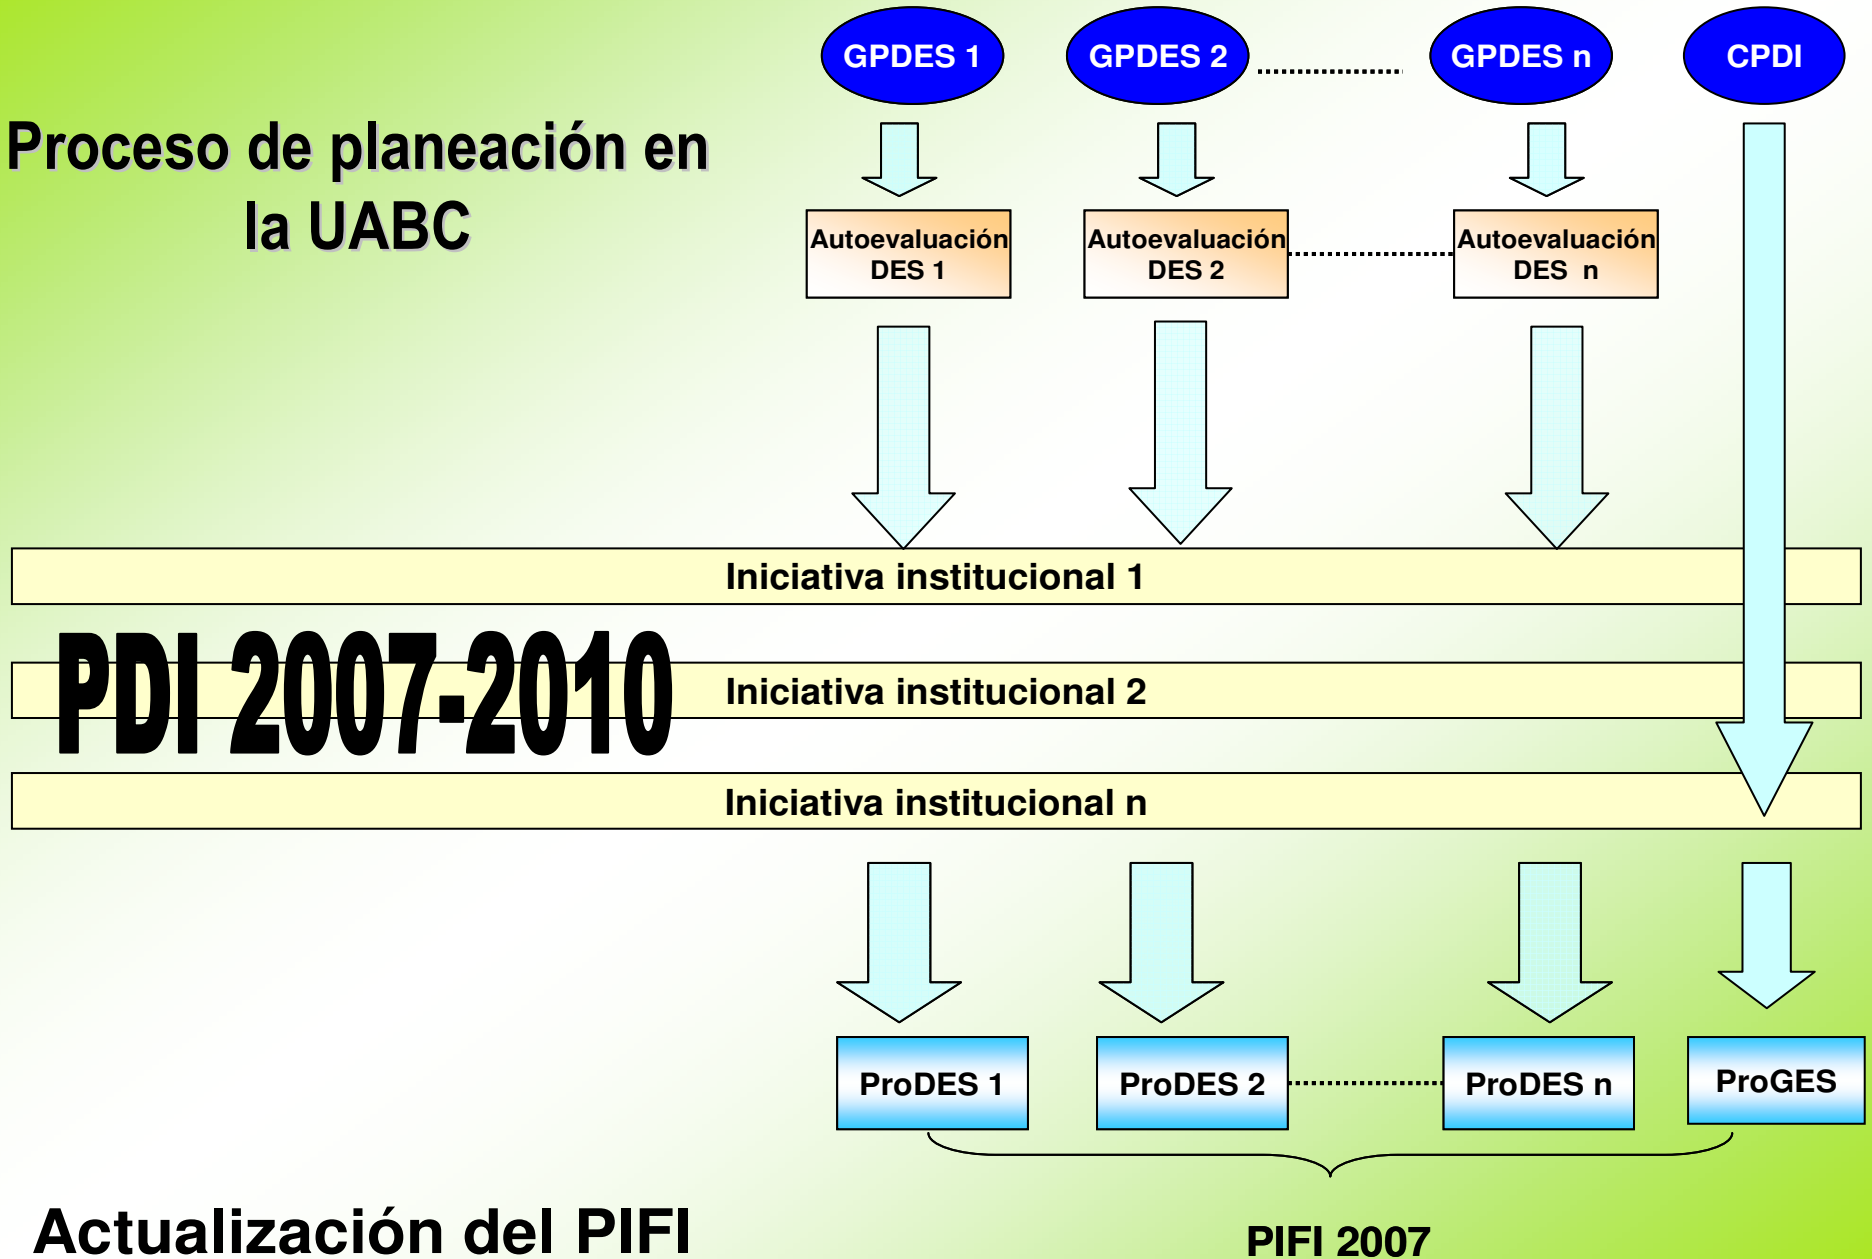 GPDES 1
GPDES 2
GPDES n
CPDI
Proceso de planeación en
la UABC
Autoevaluación
DES 1
Autoevaluación
DES 2
Autoevaluación
DES n
Iniciativa institucional 1
PDI 2007-2010
Iniciativa institucional 2
Iniciativa institucional n
ProDES 1
ProDES 2
ProDES n
ProGES
Actualización del PIFI
PIFI 2007